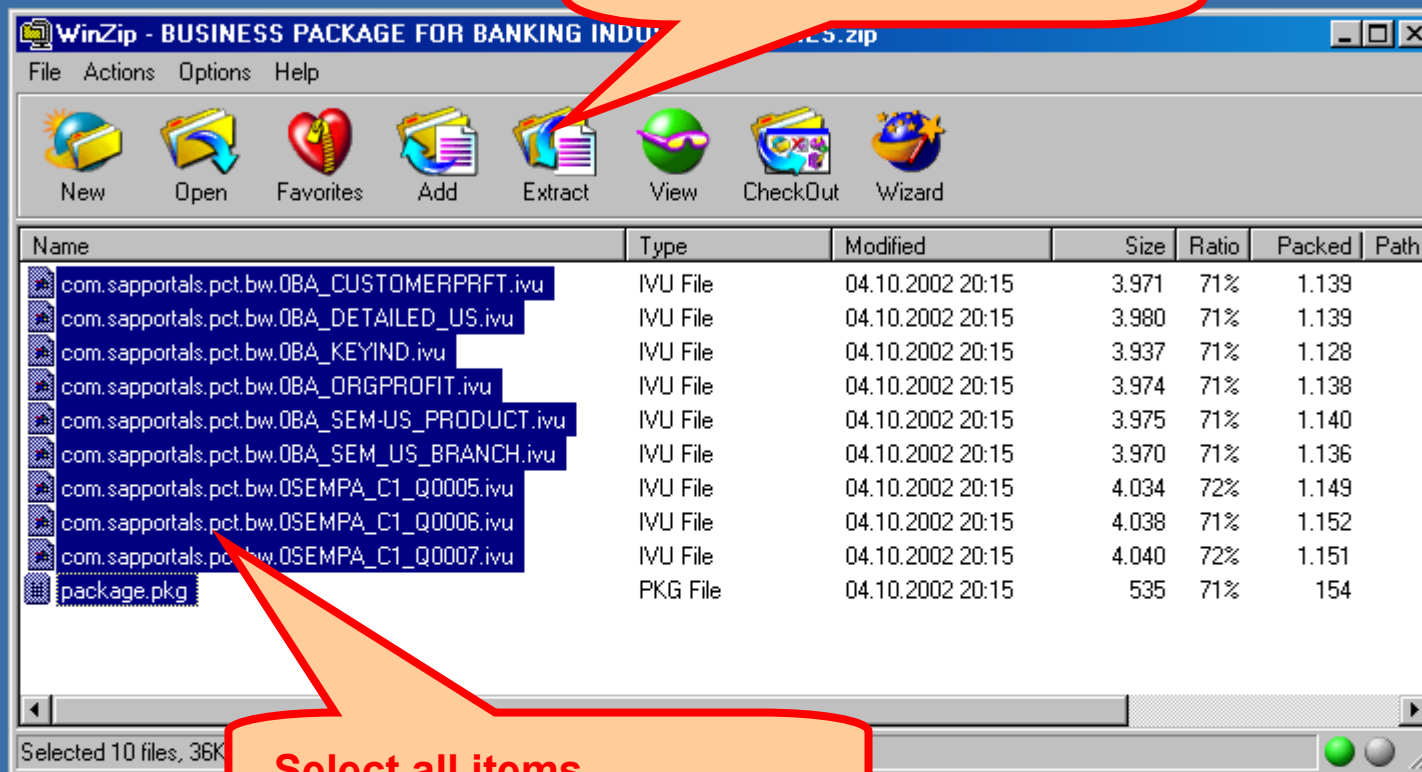 WinZip - BUSINESS PACKAGE FOR BANKING .zip
File Actions Options Help
New Open Favorites Add Extract View CheckOut Wizard
Name Type Modified Size Ratio Packed Path
com.sapportals.pct.bw.0BA_CUSTOMERPRFT.ivu IVU File 04.10.2002 20:15 3.971 71% 1.139
com.sapportals.pct.bw.0BA_DETAILED_US.ivu IVU File 04.10.2002 20:15 3.980 71% 1.139
com.sapportals.pct.bw.0BA_KEYIND.ivu IVU File 04.10.2002 20:15 3.937 71% 1.128
com.sapportals.pct.bw.0BA_ORGPROFIT.ivu IVU File 04.10.2002 20:15 3.974 71% 1.138
com.sapportals.pct.bw.0BA_SEM-US_PRODUCT.ivu IVU File 04.10.2002 20:15 3.975 71% 1.140
com.sapportals.pct.bw.0BA_SEM_US_BRANCH.ivu IVU File 04.10.2002 20:15 3.970 71% 1.136
com.sapportals.pct.bw.0SEMPA_C1_Q0005.ivu IVU File 04.10.2002 20:15 4.034 72% 1.149
com.sapportals.pct.bw.0SEMPA_C1_Q0006.ivu IVU File 04.10.2002 20:15 4.038 71% 1.152
com.sapportals.pct.bw.0SEMPA_C1_Q0007.ivu IVU File 04.10.2002 20:15 4.040 72% 1.151
package.pkg PKG File 04.10.2002 20:15 535 71% 154
Selected 10 files, 36K
Select all items